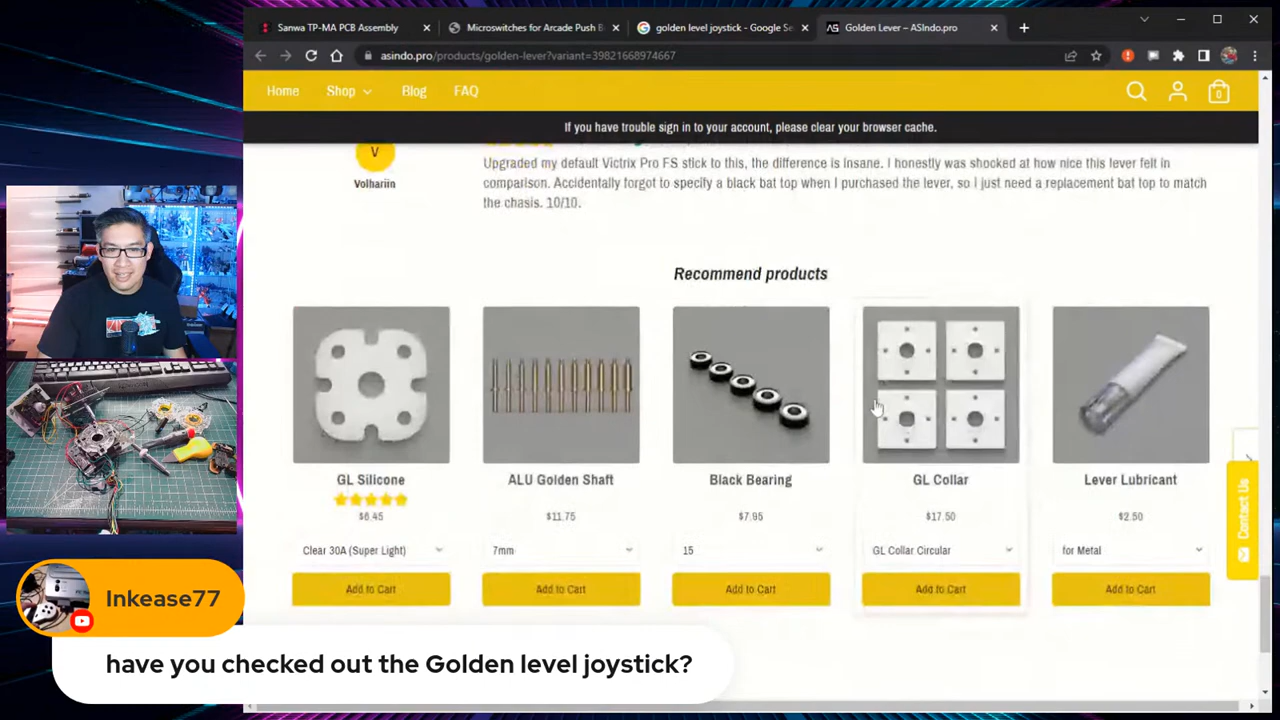 Sanwa TP-MA PCB Assembly
Microswitches for Arcade Push B
golden level joystick - Google Se
Golden Lever – ASIndo.pro
asindo.pro/products/golden-lever?variant=39821668974667
Home Shop Blog FAQ
0
If you have trouble sign in to your account, please clear your browser cache.
V
Volhariin
Upgraded my default Victrix Pro FS stick to this, the difference is insane. I honestly was shocked at how nice this lever felt in
comparison. Accidentally forgot to specify a black bat top when I purchased the lever, so I just need a replacement bat top to match
the chasis. 10/10.
Recommend products
GL Silicone
$6.45
Clear 30A (Super Light)
Add to Cart
ALU Golden Shaft
$11.75
7mm
Add to Cart
Black Bearing
$7.95
15
Add to Cart
GL Collar
$17.50
GL Collar Circular
Add to Cart
Lever Lubricant
$2.50
for Metal
Add to Cart
Contact Us
Inkease77
have you checked out the Golden level joystick?